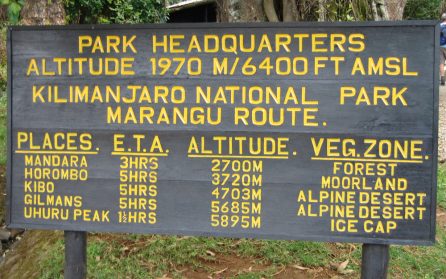 PARK HEADQUARTERS
ALTITUDE 1970 M/6400 FT AMSL
KILIMANJARO NATIONAL PARK
MARANGU ROUTE.
PLACES. E.T.A. ALTITUDE. VEG.ZONE.
MANDARA 3HRS 2700M FOREST
HOROMBO 5HRS 3720M MOORLAND
KIBO 5HRS 4703M ALPINE DESERT
GILMANS 5HRS 5685M ALPINE DESERT
UHURU PEAK 1½HRS 5895M ICE CAP